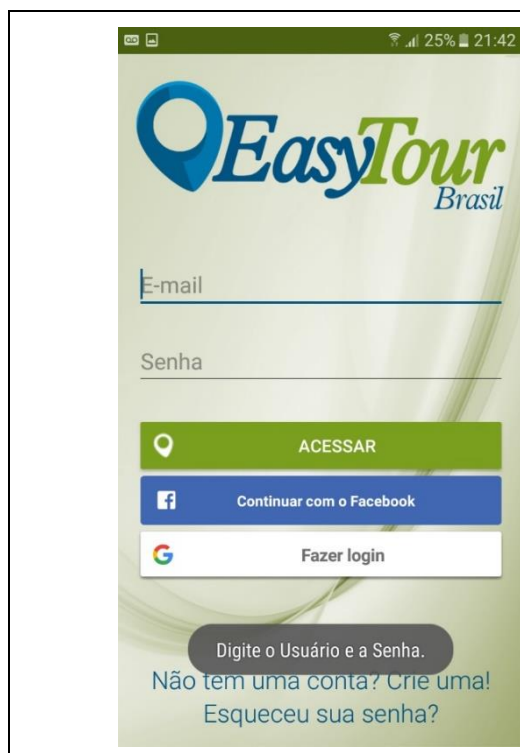 25% 21:42
EasyTour
Brasil
E-mail
Senha
ACESSAR
Continuar com o Facebook
Fazer login
Digite o Usuário e a Senha.
Não tem uma conta? Crie uma!
Esqueceu sua senha?